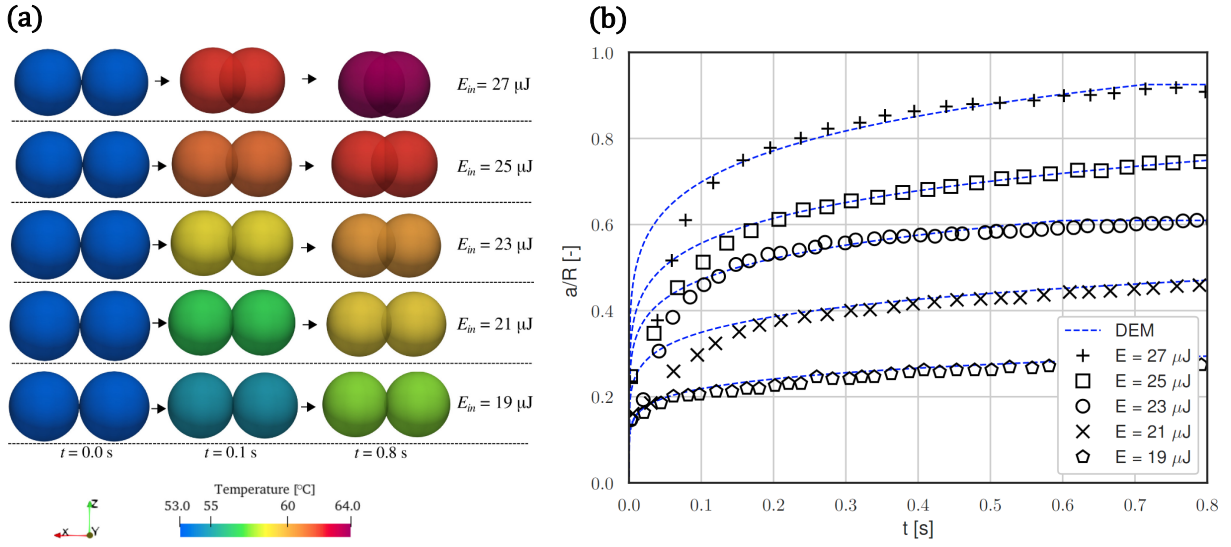 (a)
E_in = 27 μJ
E_in = 25 μJ
E_in = 23 μJ
E_in = 21 μJ
E_in = 19 μJ
t = 0.0 s t = 0.1 s t = 0.8 s
Z
X Y
Temperature [°C]
53.0 55 60 64.0
(b)
1.0
0.8
0.6
0.4
0.2
0.0
a/R [-]
0.0 0.1 0.2 0.3 0.4 0.5 0.6 0.7 0.8
t [s]
DEM
E = 27 μJ
E = 25 μJ
E = 23 μJ
E = 21 μJ
E = 19 μJ